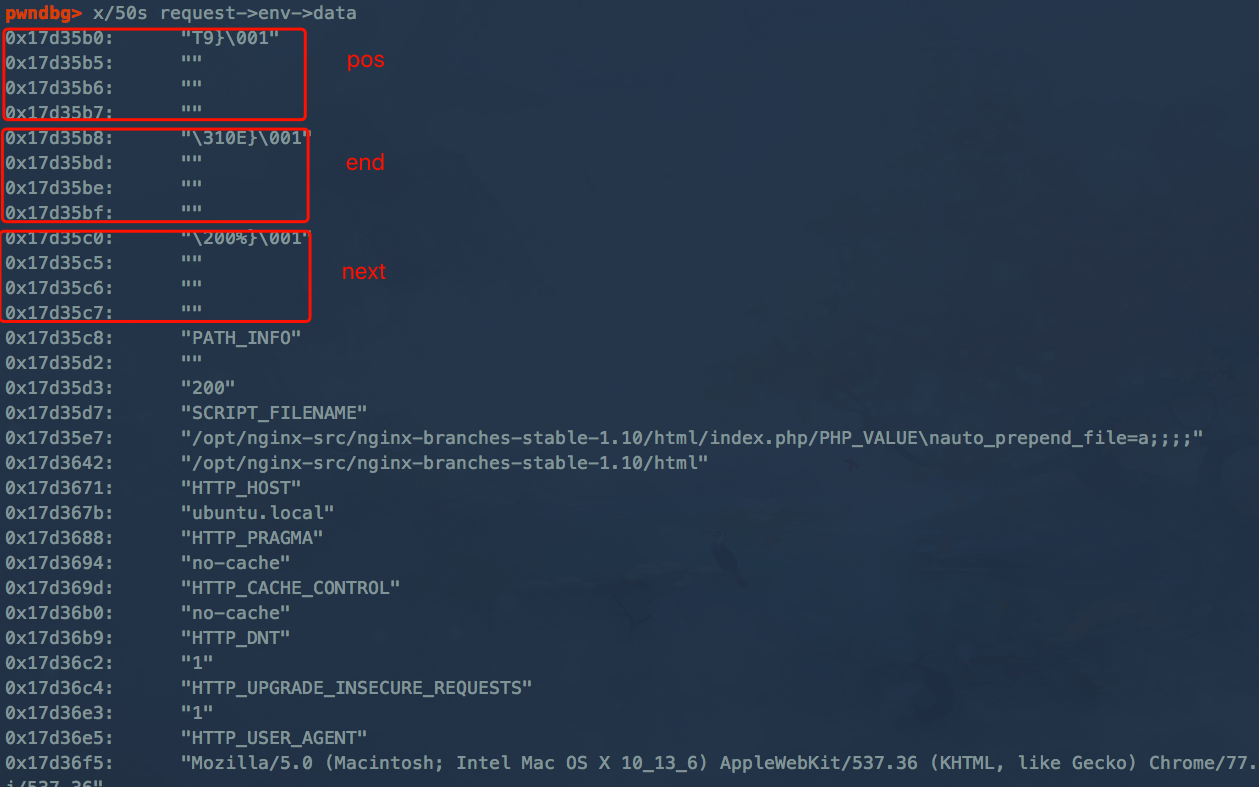 pwndbg> x/50s request->env->data
0x17d35b0: "T9}\001"
0x17d35b5: ""
pos
0x17d35b6: ""
0x17d35b7: ""
0x17d35b8: "\310E}\001"
0x17d35bd: ""
end
0x17d35be: ""
0x17d35bf: ""
0x17d35c0: "\200%}\001"
0x17d35c5: ""
next
0x17d35c6: ""
0x17d35c7: ""
0x17d35c8: "PATH_INFO"
0x17d35d2: ""
0x17d35d3: "200"
0x17d35d7: "SCRIPT_FILENAME"
0x17d35e7: "/opt/nginx-src/nginx-branches-stable-1.10/html/index.php/PHP_VALUE\nauto_prepend_file=a;;;;"
0x17d3642: "/opt/nginx-src/nginx-branches-stable-1.10/html"
0x17d3671: "HTTP_HOST"
0x17d367b: "ubuntu.local"
0x17d3688: "HTTP_PRAGMA"
0x17d3694: "no-cache"
0x17d369d: "HTTP_CACHE_CONTROL"
0x17d36b0: "no-cache"
0x17d36b9: "HTTP_DNT"
0x17d36c2: "1"
0x17d36c4: "HTTP_UPGRADE_INSECURE_REQUESTS"
0x17d36e3: "1"
0x17d36e5: "HTTP_USER_AGENT"
0x17d36f5: "Mozilla/5.0 (Macintosh; Intel Mac OS X 10_13_6) AppleWebKit/537.36 (KHTML, like Gecko) Chrome/77.
i/537.36"